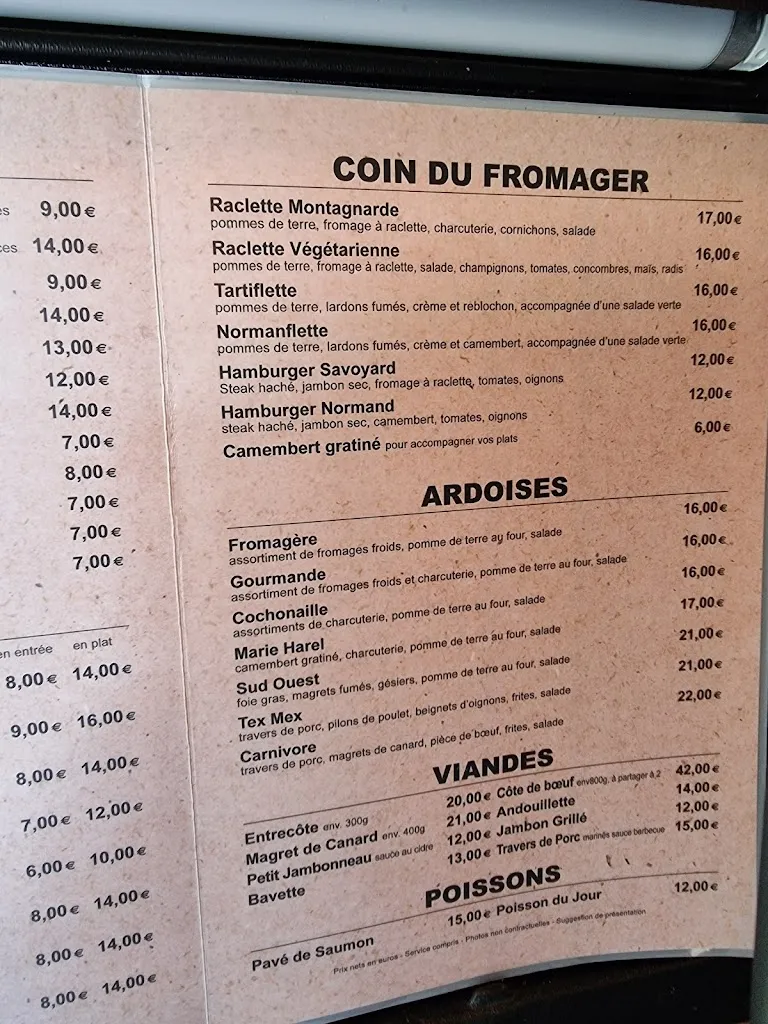 es 9,00 €
ces 14,00 €
9,00 €
14,00 €
13,00 €
12,00 €
14,00 €
7,00 €
8,00 €
7,00 €
7,00 €
7,00 €
en entrée en plat
8,00 € 14,00 €
9,00 € 16,00 €
8,00 € 14,00 €
7,00 € 12,00 €
6,00 € 10,00 €
8,00 € 14,00 €
8,00 € 14,00 €
8,00 € 14,00 €
COIN DU FROMAGER
Raclette Montagnarde 17,00 €
pommes de terre, fromage à raclette, charcuterie, cornichons, salade
Raclette Végétarienne 16,00 €
pommes de terre, fromage à raclette, salade, champignons, tomates, concombres, maïs, radis
Tartiflette 16,00 €
pommes de terre, lardons fumés, crème et reblochon, accompagnée d'une salade verte
Normanflette 16,00 €
pommes de terre, lardons fumés, crème et camembert, accompagnée d'une salade verte
Hamburger Savoyard 12,00 €
Steak haché, jambon sec, fromage à raclette, tomates, oignons
Hamburger Normand 12,00 €
steak haché, jambon sec, camembert, tomates, oignons
Camembert gratiné pour accompagner vos plats 6,00 €
ARDOISES
Fromagère 16,00 €
assortiment de fromages froids, pomme de terre au four, salade
Gourmande 16,00 €
assortiment de fromages froids et charcuterie, pomme de terre au four, salade
Cochonaille 16,00 €
assortiments de charcuterie, pomme de terre au four, salade
Marie Harel 17,00 €
camembert gratiné, charcuterie, pomme de terre au four, salade
Sud Ouest 21,00 €
foie gras, magrets fumés, gésiers, pomme de terre au four, salade
Tex Mex 21,00 €
travers de porc, pilons de poulet, beignets d'oignons, frites, salade
Carnivore 22,00 €
travers de porc, magrets de canard, pièce de bœuf, frites, salade
VIANDES
Entrecôte env. 300g 20,00 € Côte de bœuf env800g, à partager à 2 42,00 €
Magret de Canard env. 400g 21,00 € Andouillette 14,00 €
Petit Jambonneau sauce au cidre 12,00 € Jambon Grillé 12,00 €
Bavette 13,00 € Travers de Porc marinés sauce barbecue 15,00 €
POISSONS
Pavé de Saumon 15,00 € Poisson du Jour 12,00 €
Prix nets en euros - Service compris - Photos non contractuelles - Suggestion de présentation